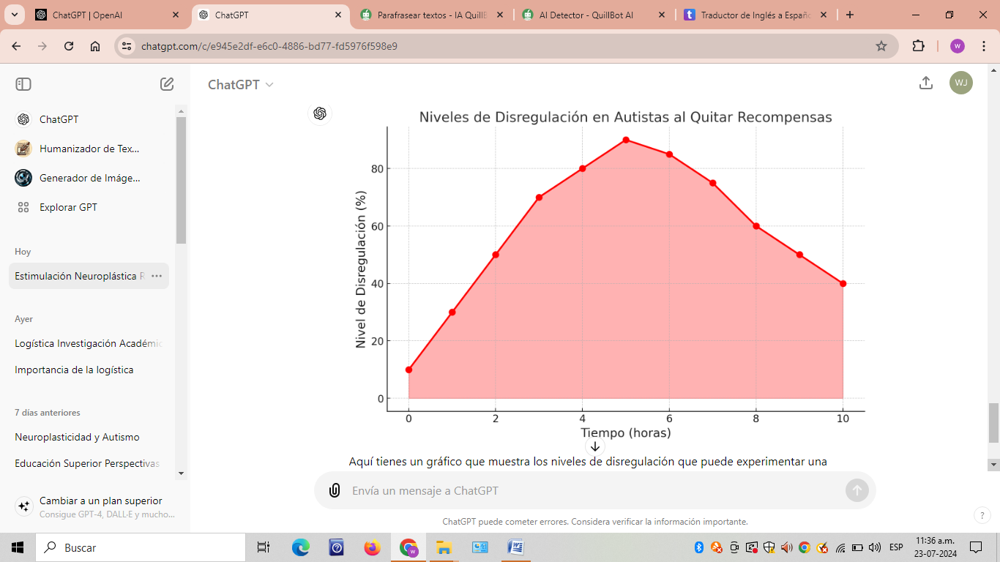 ChatGPT | OpenAI
ChatGPT
Parafrasear textos - IA QuillB
AI Detector - QuillBot AI
Traductor de Inglés a Españo
chatgpt.com/c/e945e2df-e6c0-4886-bd77-fd5976f598e9
w
ChatGPT
WJ
ChatGPT
Humanizador de Tex...
Generador de Imáge...
Explorar GPT
Hoy
Estimulación Neuroplástica R
Ayer
Logística Investigación Académic
Importancia de la logística
7 días anteriores
Neuroplasticidad y Autismo
Educación Superior Perspectivas
Cambiar a un plan superior
Consigue GPT-4, DALL·E y mucho...
Niveles de Disregulación en Autistas al Quitar Recompensas
Nivel de Disregulación (%)
80
60
40
20
0
0 2 4 6 8 10
Tiempo (horas)
Aquí tienes un gráfico que muestra los niveles de disregulación que puede experimentar una
Envía un mensaje a ChatGPT
ChatGPT puede cometer errores. Considera verificar la información importante.
?
Buscar
ESP
11:36 a.m.
23-07-2024